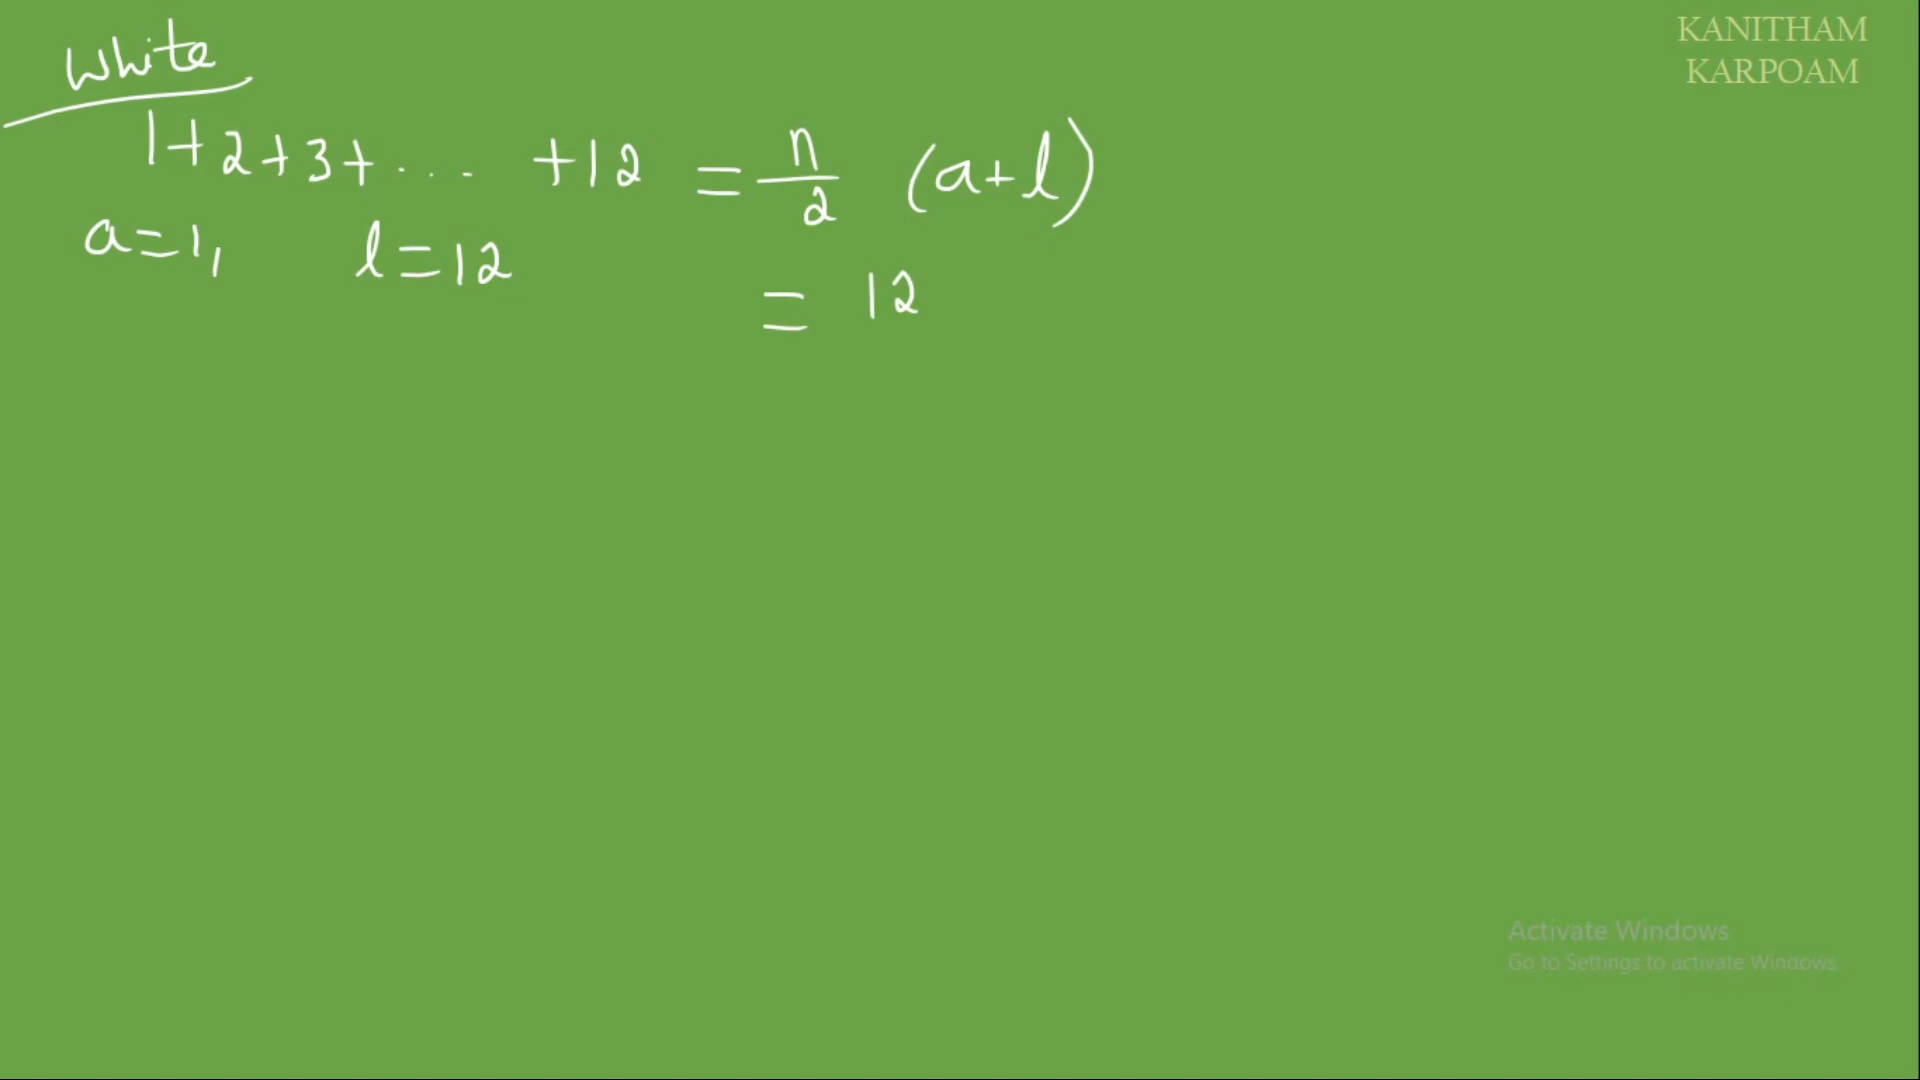 White
1+2+3+... +12 = n/2 (a+l)
a=1, l=12
= 12
KANITHAM
KARPOAM
Activate Windows
Go to Settings to activate Windows.